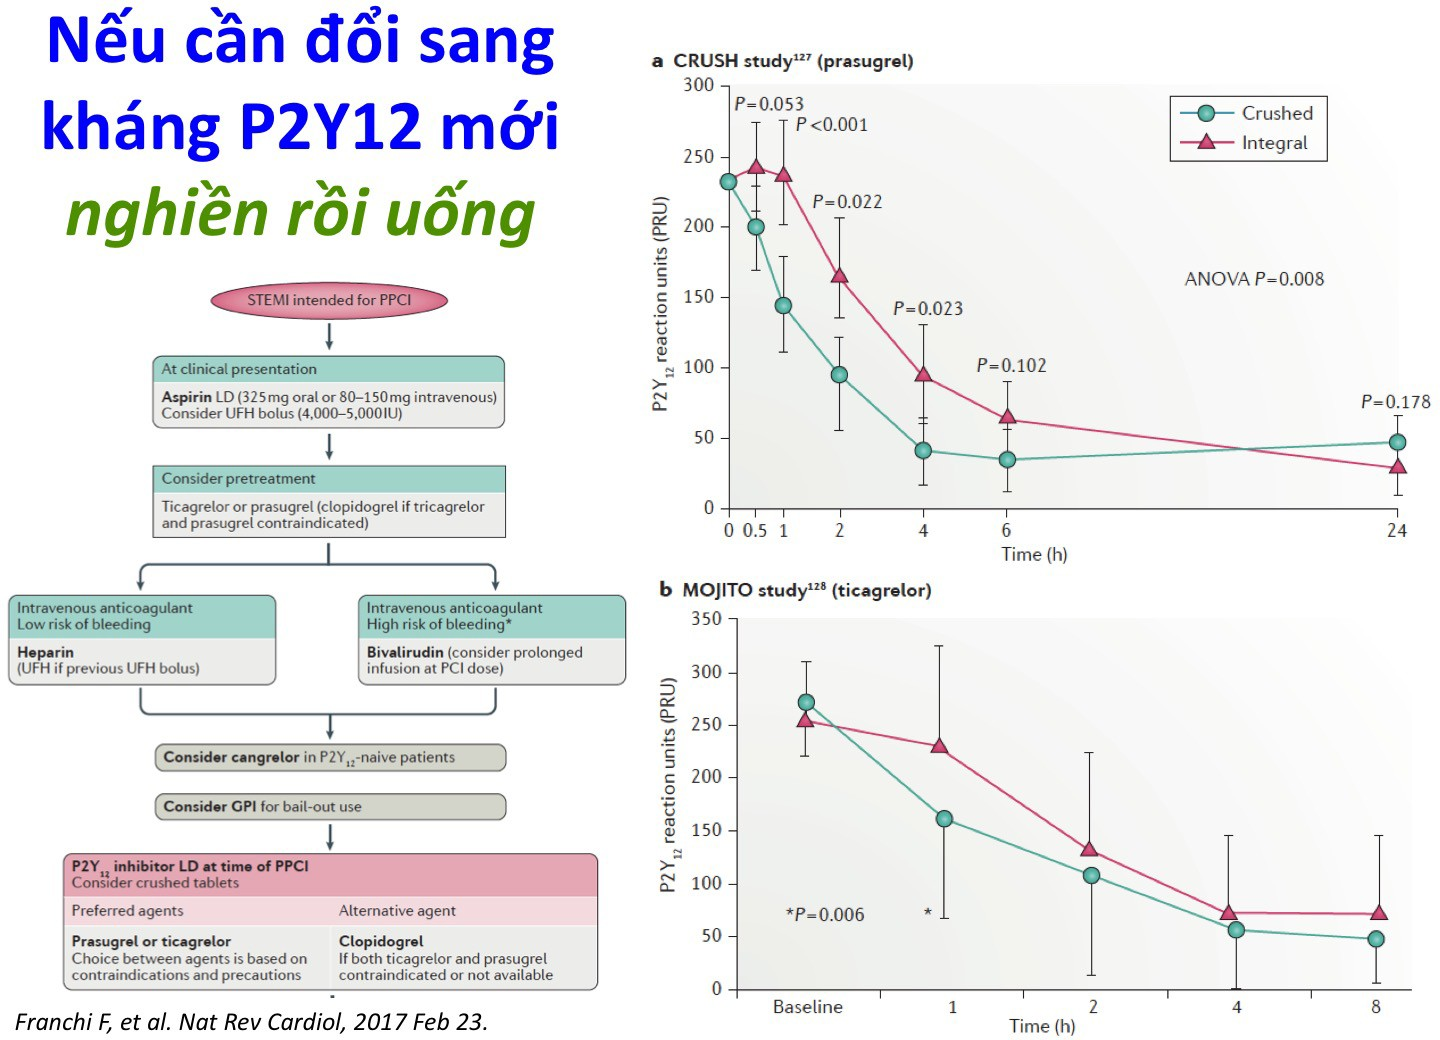 Nếu cần đổi sang
kháng P2Y12 mới
nghiền rồi uống
STEMI intended for PPCI
At clinical presentation
Aspirin LD (325 mg oral or 80–150 mg intravenous)
Consider UFH bolus (4,000–5,000 IU)
Consider pretreatment
Ticagrelor or prasugrel (clopidogrel if tricagrelor
and prasugrel contraindicated)
Intravenous anticoagulant
Low risk of bleeding
Heparin
(UFH if previous UFH bolus)
Intravenous anticoagulant
High risk of bleeding*
Bivalirudin (consider prolonged
infusion at PCI dose)
Consider cangrelor in P2Y12-naive patients
Consider GPI for bail-out use
P2Y12 inhibitor LD at time of PPCI
Consider crushed tablets
Preferred agents
Alternative agent
Prasugrel or ticagrelor
Choice between agents is based on
contraindications and precautions
Clopidogrel
If both ticagrelor and prasugrel
contraindicated or not available
Franchi F, et al. Nat Rev Cardiol, 2017 Feb 23.
a CRUSH study127 (prasugrel)
300
250
200
150
100
50
0
P2Y12 reaction units (PRU)
P=0.053
P<0.001
P=0.022
P=0.023
P=0.102
P=0.178
Crushed
Integral
ANOVA P=0.008
0 0.5 1 2 4 6 24
Time (h)
b MOJITO study128 (ticagrelor)
350
300
250
200
150
100
50
0
P2Y12 reaction units (PRU)
*P=0.006
*
Baseline 1 2 4 8
Time (h)